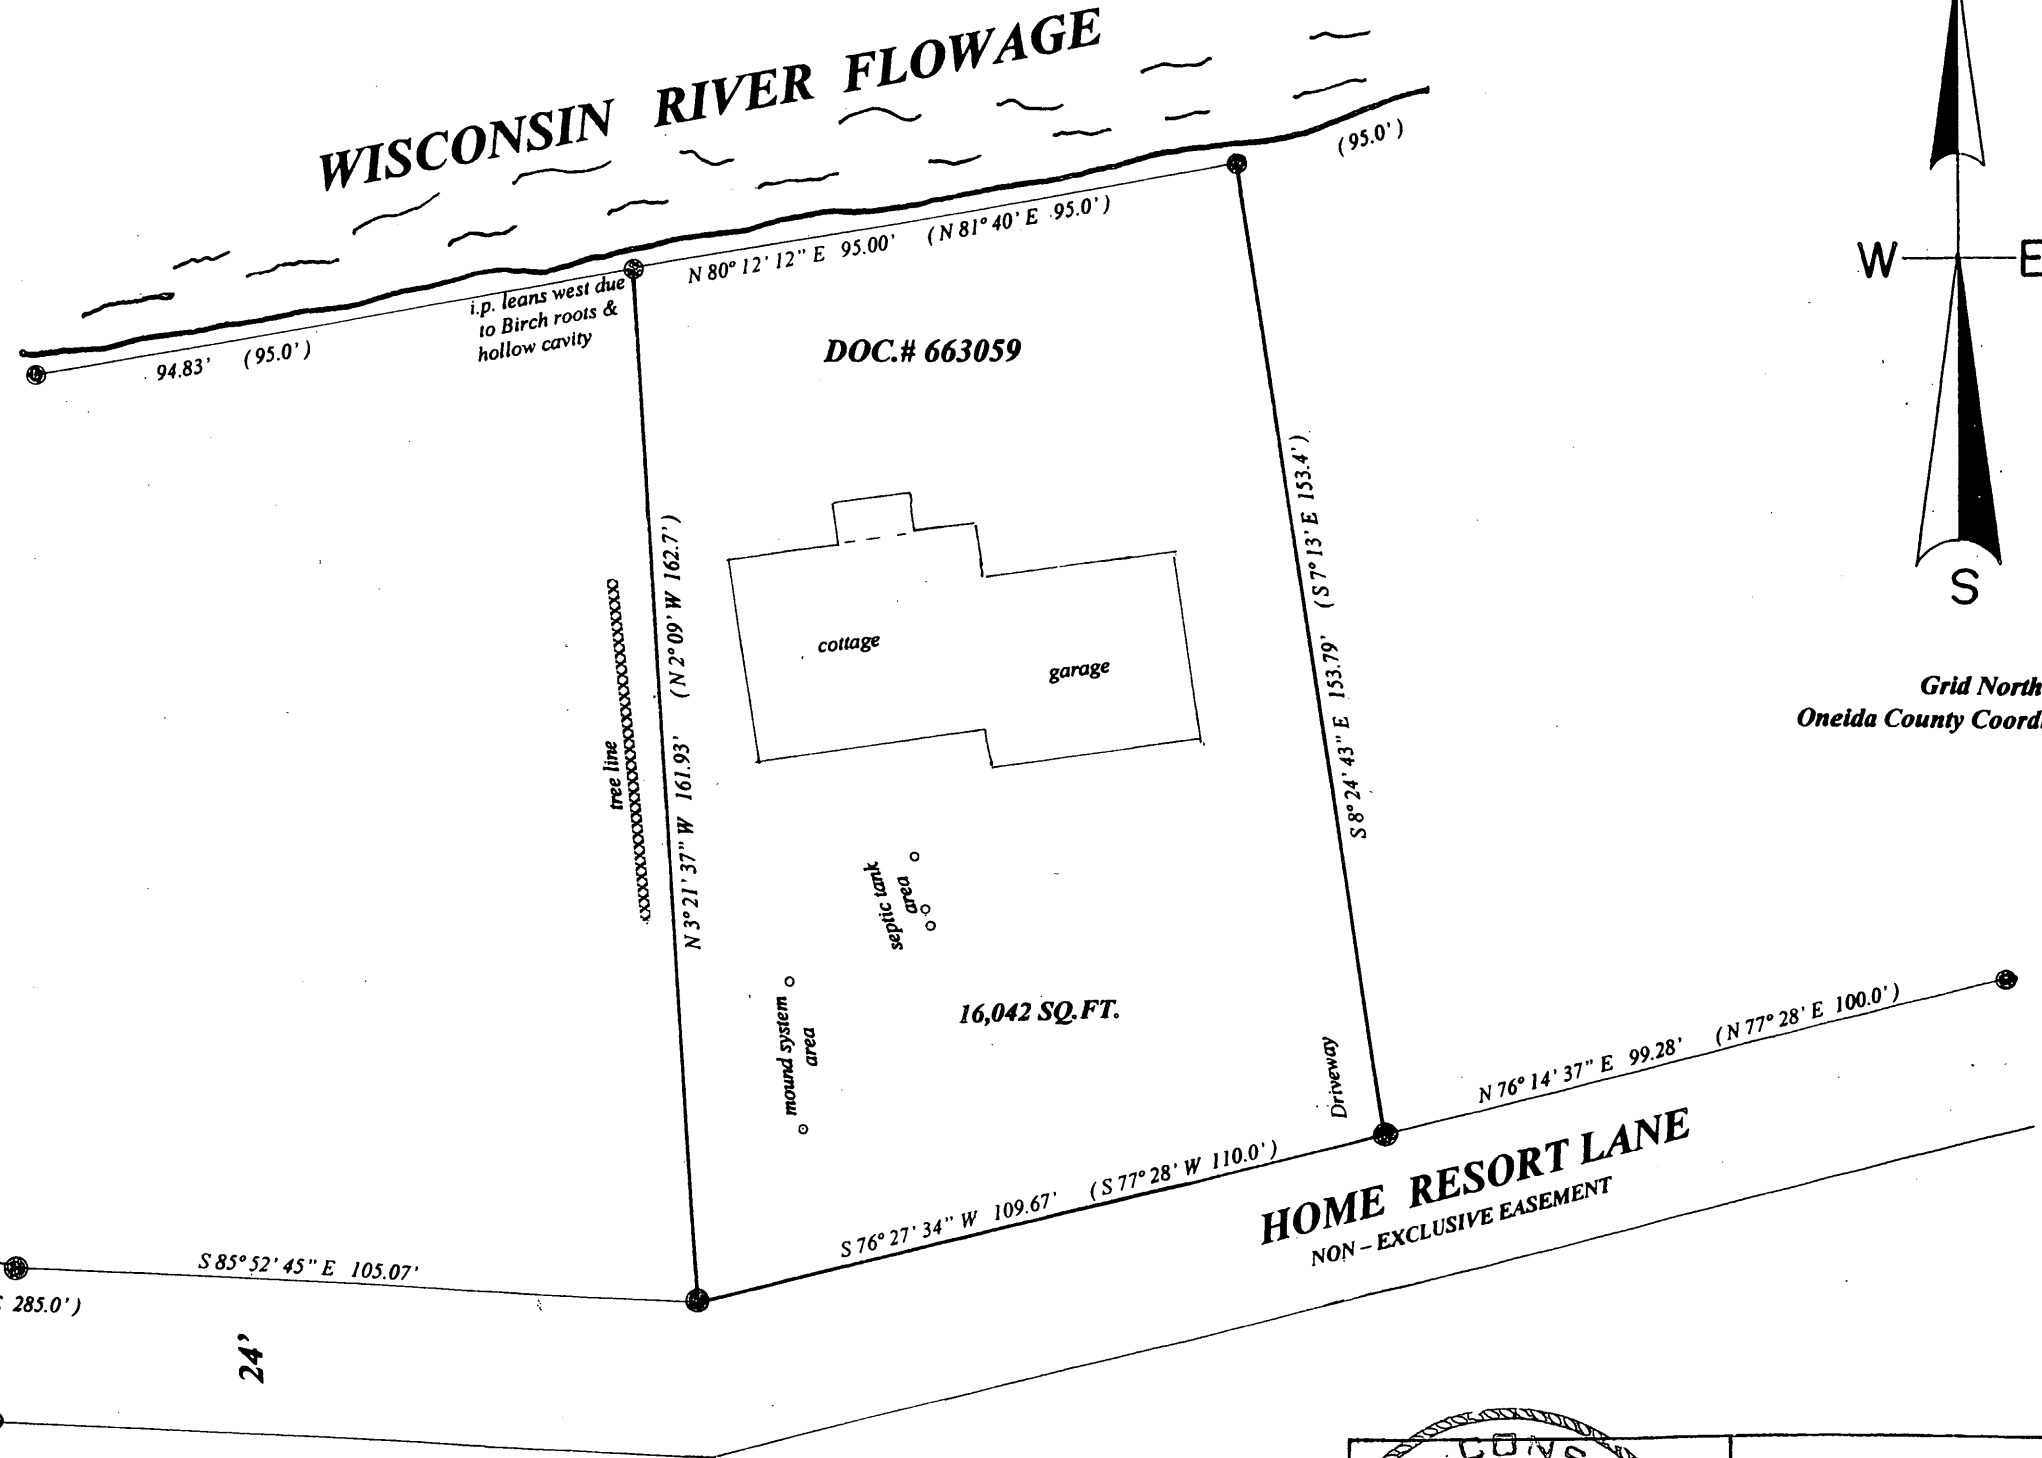 WISCONSIN RIVER FLOWAGE
(95.0')
N 80° 12' 12" E 95.00' (N 81° 40' E 95.0')
i.p. leans west due
to Birch roots &
hollow cavity
94.83' (95.0')
DOC.# 663059
W E
S
Grid North
Oneida County
(N 2° 09' W 162.7')
N 3° 21' 37" W 161.93'
tree line
xxxxxxxxxxxxxxxxxxxxxxxxxxxxxxxxxxxxxx
cottage
garage
S 8° 24' 43" E 153.79' (S 7° 13' E 153.4')
septic tank
area
mound system
area
16,042 SQ.FT.
Driveway
N 76° 14' 37" E 99.28' (N 77° 28' E 100.0')
S 76° 27' 34" W 109.67' (S 77° 28' W 110.0')
HOME RESORT LANE
NON – EXCLUSIVE EASEMENT
S 85° 52' 45" E 105.07'
285.0')
24'